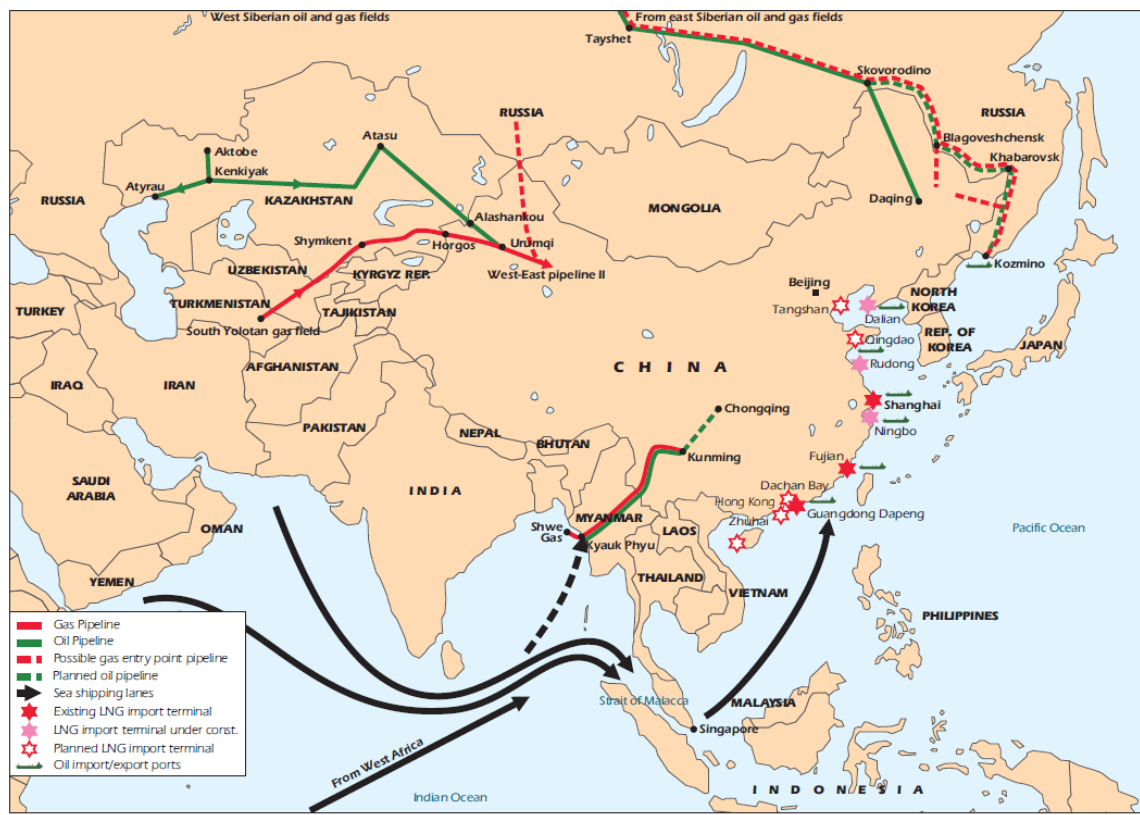 West Siberian oil and gas fields
From east Siberian oil and gas fields
Tayshet
Skovorodino
RUSSIA
RUSSIA
Atasu
Blagoveshchensk
Aktobe
Khabarovsk
Kenkiyak
Atyrau
RUSSIA
KAZAKHSTAN
Daqing
MONGOLIA
Alashankou
Shymkent
Horgos
Urumqi
Kozmino
UZBEKISTAN
KYRGYZ REP.
West-East pipeline II
Beijing
NORTH
KOREA
TURKMENISTAN
Tangshan
TURKEY
TAJIKISTAN
Dalian
South Yolotan gas field
Qingdao
REP. OF
KOREA
JAPAN
AFGHANISTAN
Rudong
CHINA
IRAQ
IRAN
Shanghai
Chongqing
PAKISTAN
Ningbo
NEPAL
BHUTAN
Kunming
Fujian
SAUDI
ARABIA
Dachan Bay
INDIA
Hong Kong
Guangdong Dapeng
MYANMAR
Zhuhai
OMAN
Shwe
Gas
LAOS
Pacific Ocean
Kyauk Phyu
YEMEN
THAILAND
VIETNAM
PHILIPPINES
Gas Pipeline
Oil Pipeline
Possible gas entry point pipeline
Planned oil pipeline
Sea shipping lanes
Existing LNG import terminal
LNG import terminal under const.
Planned LNG import terminal
Oil import/export ports
Strait of Malacca
MALAYSIA
Singapore
From West Africa
Indian Ocean
INDONESIA